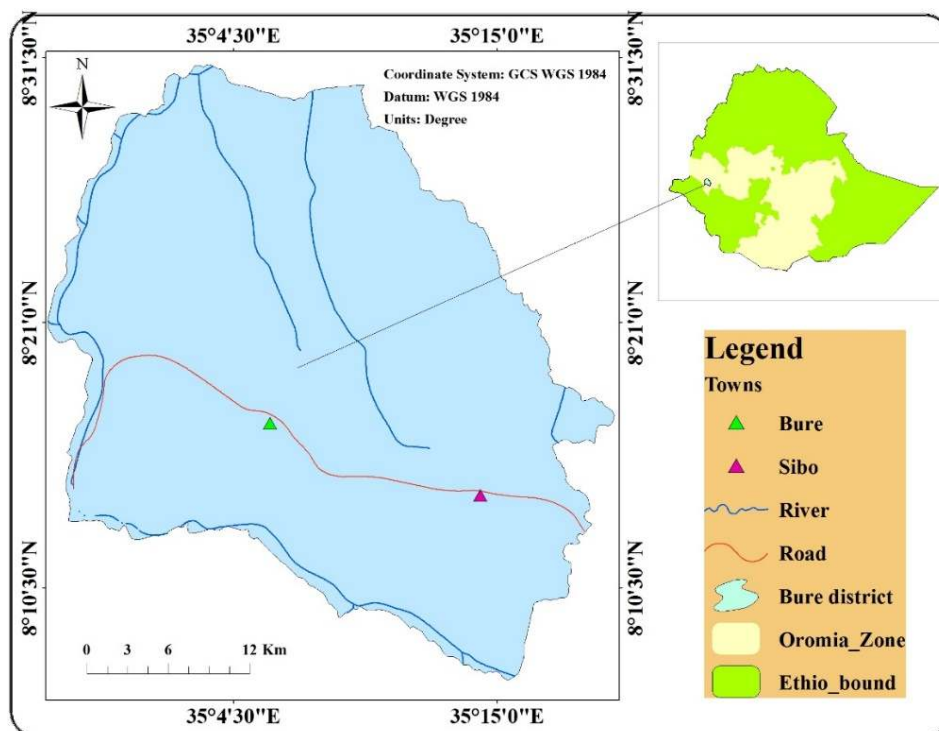 35°4'30"E
35°15'0"E
8°31'30"N
8°31'30"N
N
Coordinate System: GCS WGS 1984
Datum: WGS 1984
Units: Degree
8°21'0"N
8°21'0"N
8°10'30"N
8°10'30"N
0 3 6 12 Km
35°4'30"E
35°15'0"E
Legend
Towns
Bure
Sibo
River
Road
Bure district
Oromia_Zone
Ethio_bound